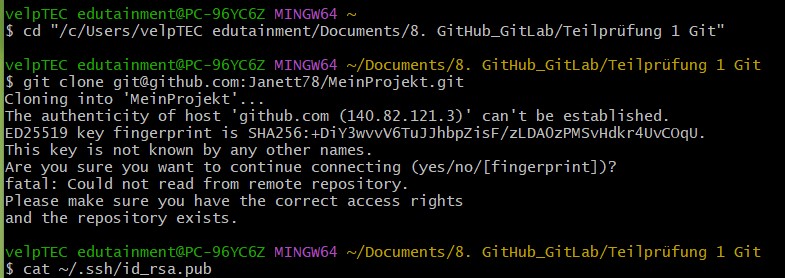 velpTEC edutainment@PC-96YC6Z MINGW64 ~
$ cd "/c/Users/velpTEC edutainment/Documents/8. GitHub_GitLab/Teilprüfung 1 Git"
velpTEC edutainment@PC-96YC6Z MINGW64 ~/Documents/8. GitHub_GitLab/Teilprüfung 1 Git
$ git clone git@github.com:Janett78/MeinProjekt.git
Cloning into 'MeinProjekt'...
The authenticity of host 'github.com (140.82.121.3)' can't be established.
ED25519 key fingerprint is SHA256:+DiY3wvvV6TuJJhbpZisF/zLDA0zPMSvHdkr4UvCOqU.
This key is not known by any other names.
Are you sure you want to continue connecting (yes/no/[fingerprint])?
fatal: Could not read from remote repository.
Please make sure you have the correct access rights
and the repository exists.
velpTEC edutainment@PC-96YC6Z MINGW64 ~/Documents/8. GitHub_GitLab/Teilprüfung 1 Git
$ cat ~/.ssh/id_rsa.pub